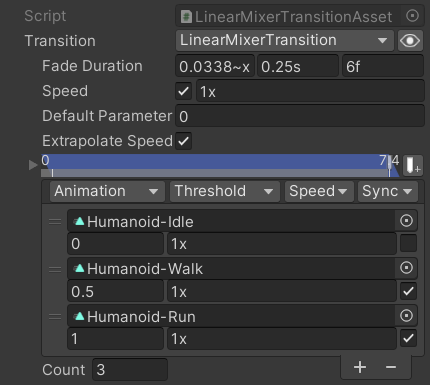 Script LinearMixerTransitionAsset
Transition LinearMixerTransition
Fade Duration 0.0338~x 0.25s 6f
Speed 1x
Default Parameter 0
Extrapolate Speed
0 7 4
Animation Threshold Speed Sync
Humanoid-Idle
0 1x
Humanoid-Walk
0.5 1x
Humanoid-Run
1 1x
Count 3 + −